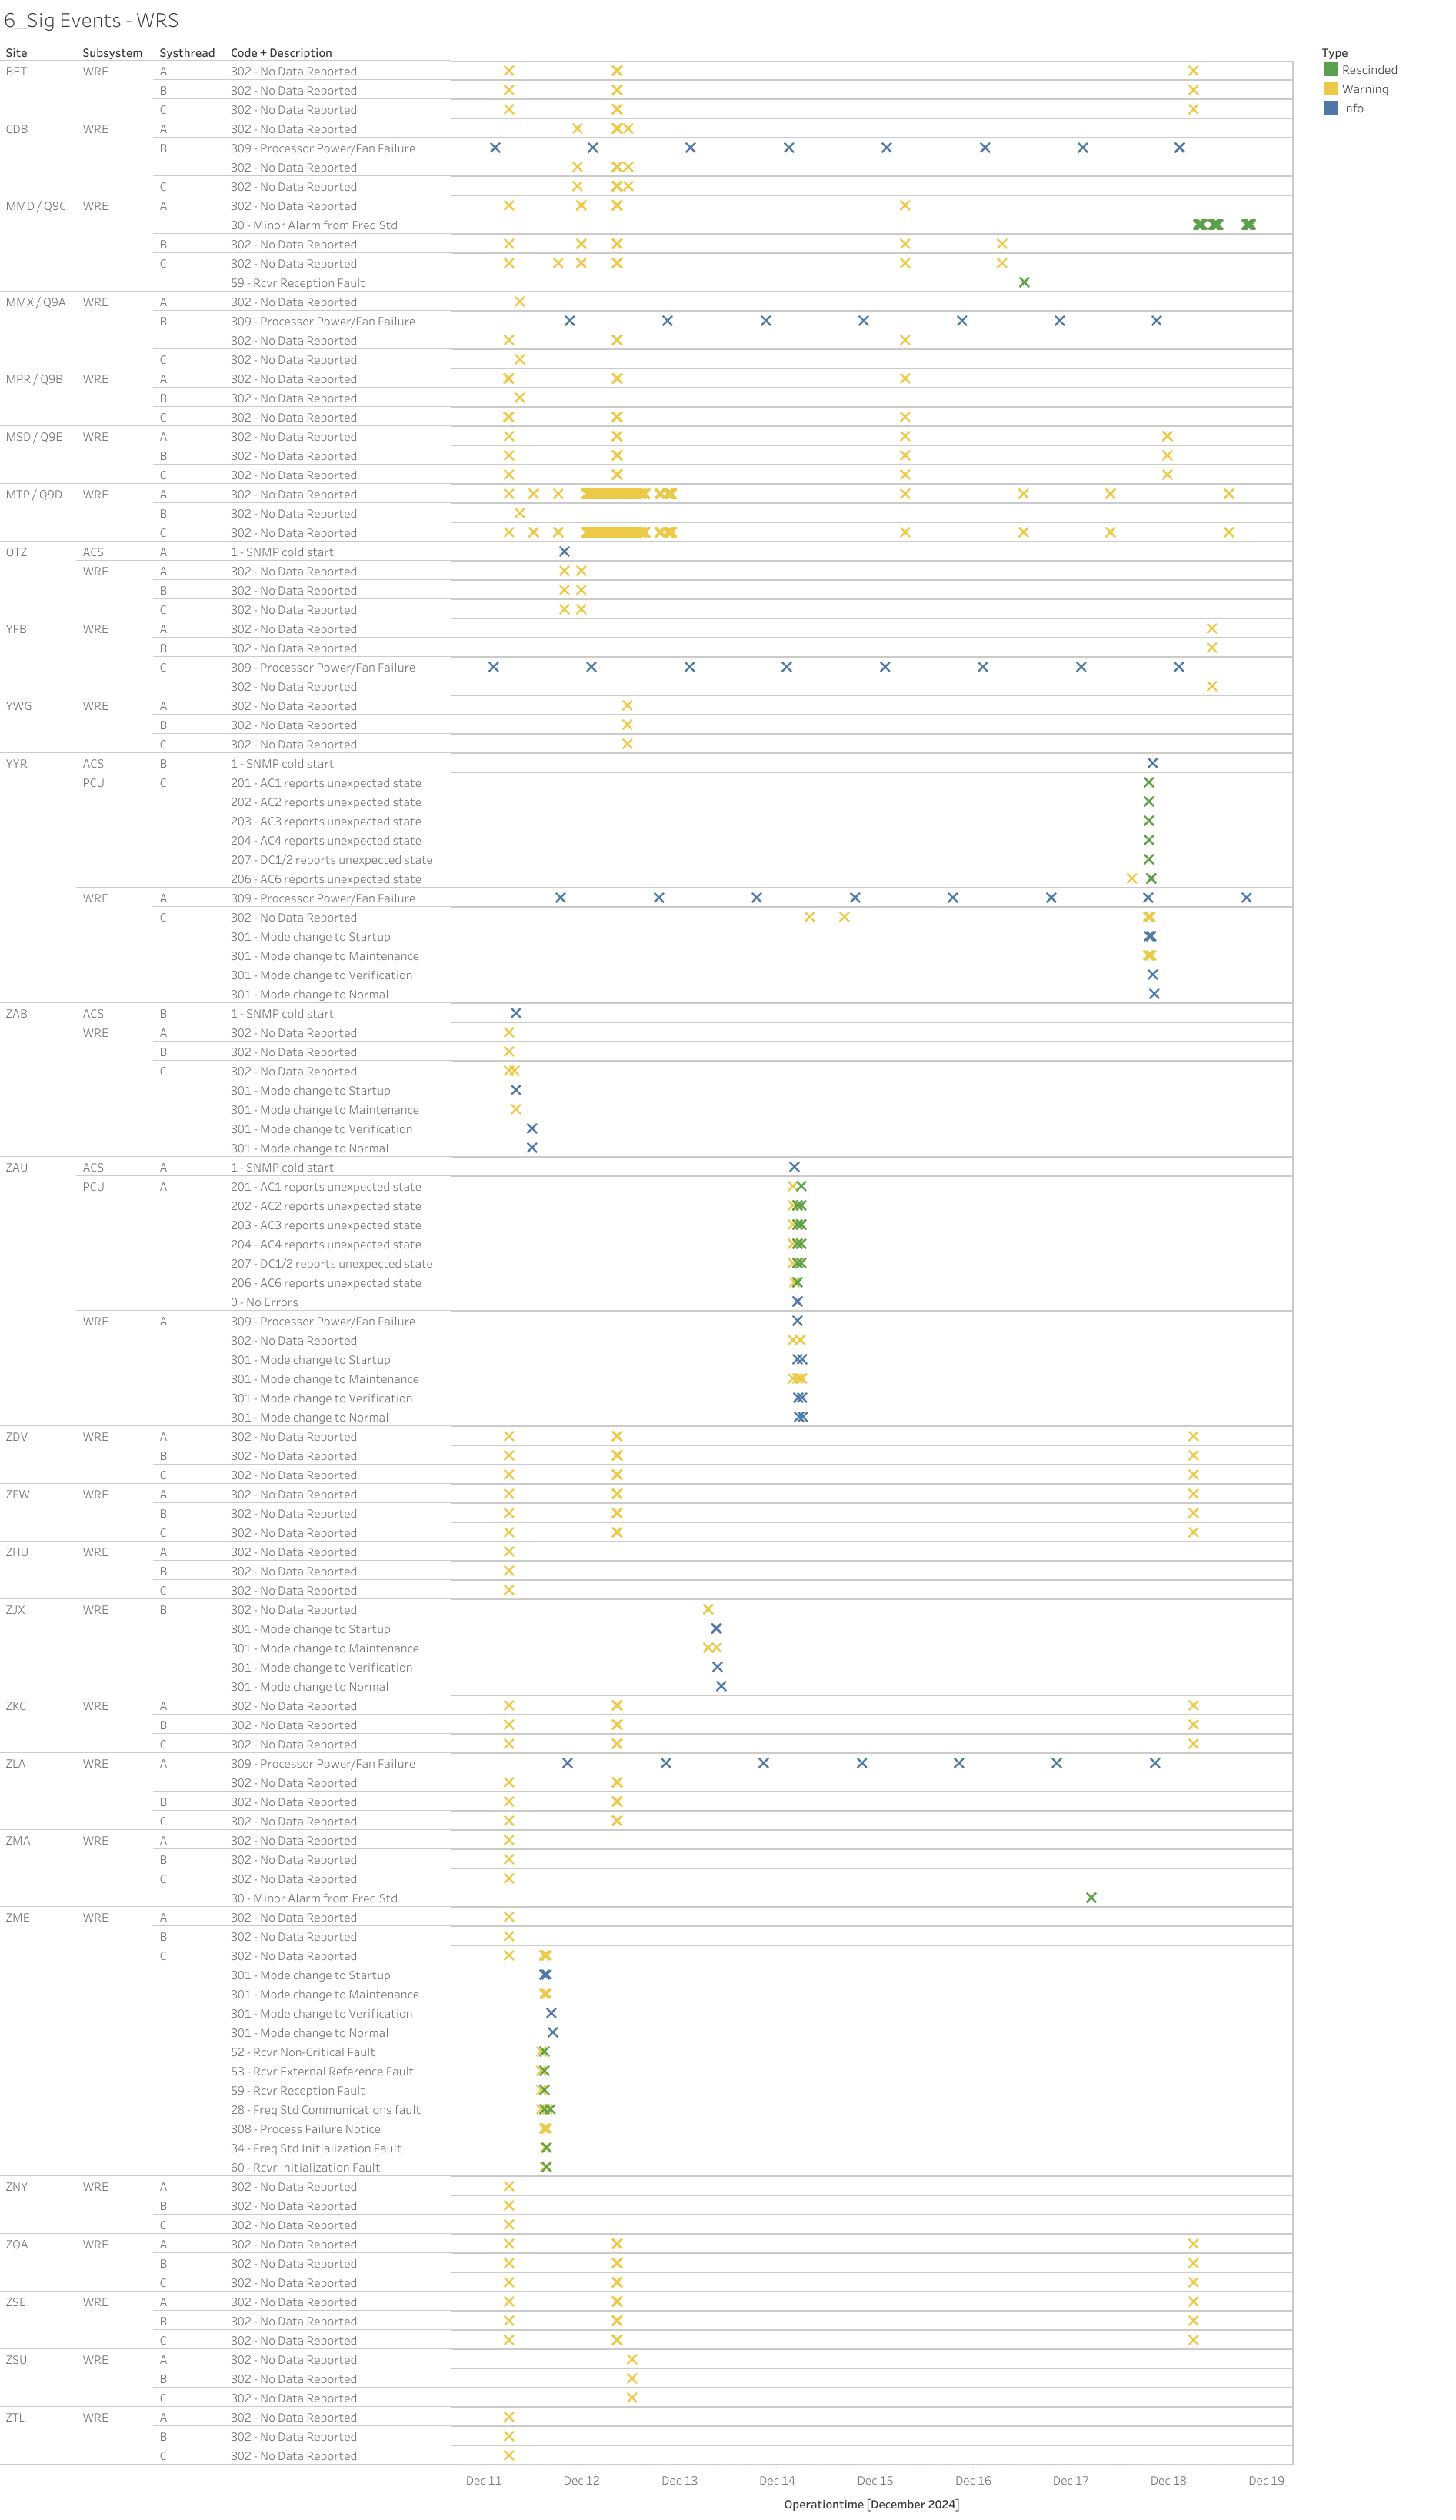 6_Sig Events - WRS
Site Subsystem Systhread Code + Description Type
BET WRE A 302 - No Data Reported Rescinded
B 302 - No Data Reported Warning
C 302 - No Data Reported Info
CDB WRE A 302 - No Data Reported
B 309 - Processor Power/Fan Failure
302 - No Data Reported
C 302 - No Data Reported
MMD / Q9C WRE A 302 - No Data Reported
30 - Minor Alarm from Freq Std
B 302 - No Data Reported
C 302 - No Data Reported
59 - Rcvr Reception Fault
MMX / Q9A WRE A 302 - No Data Reported
B 309 - Processor Power/Fan Failure
302 - No Data Reported
C 302 - No Data Reported
MPR / Q9B WRE A 302 - No Data Reported
B 302 - No Data Reported
C 302 - No Data Reported
MSD / Q9E WRE A 302 - No Data Reported
B 302 - No Data Reported
C 302 - No Data Reported
MTP / Q9D WRE A 302 - No Data Reported
B 302 - No Data Reported
C 302 - No Data Reported
OTZ ACS A 1 - SNMP cold start
WRE A 302 - No Data Reported
B 302 - No Data Reported
C 302 - No Data Reported
YFB WRE A 302 - No Data Reported
B 302 - No Data Reported
C 309 - Processor Power/Fan Failure
302 - No Data Reported
YWG WRE A 302 - No Data Reported
B 302 - No Data Reported
C 302 - No Data Reported
YYR ACS B 1 - SNMP cold start
PCU C 201 - AC1 reports unexpected state
202 - AC2 reports unexpected state
203 - AC3 reports unexpected state
204 - AC4 reports unexpected state
207 - DC1/2 reports unexpected state
206 - AC6 reports unexpected state
WRE A 309 - Processor Power/Fan Failure
C 302 - No Data Reported
301 - Mode change to Startup
301 - Mode change to Maintenance
301 - Mode change to Verification
301 - Mode change to Normal
ZAB ACS B 1 - SNMP cold start
WRE A 302 - No Data Reported
B 302 - No Data Reported
C 302 - No Data Reported
301 - Mode change to Startup
301 - Mode change to Maintenance
301 - Mode change to Verification
301 - Mode change to Normal
ZAU ACS A 1 - SNMP cold start
PCU A 201 - AC1 reports unexpected state
202 - AC2 reports unexpected state
203 - AC3 reports unexpected state
204 - AC4 reports unexpected state
207 - DC1/2 reports unexpected state
206 - AC6 reports unexpected state
0 - No Errors
WRE A 309 - Processor Power/Fan Failure
302 - No Data Reported
301 - Mode change to Startup
301 - Mode change to Maintenance
301 - Mode change to Verification
301 - Mode change to Normal
ZDV WRE A 302 - No Data Reported
B 302 - No Data Reported
C 302 - No Data Reported
ZFW WRE A 302 - No Data Reported
B 302 - No Data Reported
C 302 - No Data Reported
ZHU WRE A 302 - No Data Reported
B 302 - No Data Reported
C 302 - No Data Reported
ZJX WRE B 302 - No Data Reported
301 - Mode change to Startup
301 - Mode change to Maintenance
301 - Mode change to Verification
301 - Mode change to Normal
ZKC WRE A 302 - No Data Reported
B 302 - No Data Reported
C 302 - No Data Reported
ZLA WRE A 309 - Processor Power/Fan Failure
302 - No Data Reported
B 302 - No Data Reported
C 302 - No Data Reported
ZMA WRE A 302 - No Data Reported
B 302 - No Data Reported
C 302 - No Data Reported
30 - Minor Alarm from Freq Std
ZME WRE A 302 - No Data Reported
B 302 - No Data Reported
C 302 - No Data Reported
301 - Mode change to Startup
301 - Mode change to Maintenance
301 - Mode change to Verification
301 - Mode change to Normal
52 - Rcvr Non-Critical Fault
53 - Rcvr External Reference Fault
59 - Rcvr Reception Fault
28 - Freq Std Communications fault
308 - Process Failure Notice
34 - Freq Std Initialization Fault
60 - Rcvr Initialization Fault
ZNY WRE A 302 - No Data Reported
B 302 - No Data Reported
C 302 - No Data Reported
ZOA WRE A 302 - No Data Reported
B 302 - No Data Reported
C 302 - No Data Reported
ZSE WRE A 302 - No Data Reported
B 302 - No Data Reported
C 302 - No Data Reported
ZSU WRE A 302 - No Data Reported
B 302 - No Data Reported
C 302 - No Data Reported
ZTL WRE A 302 - No Data Reported
B 302 - No Data Reported
C 302 - No Data Reported
Dec 11 Dec 12 Dec 13 Dec 14 Dec 15 Dec 16 Dec 17 Dec 18 Dec 19
Operationtime [December 2024]